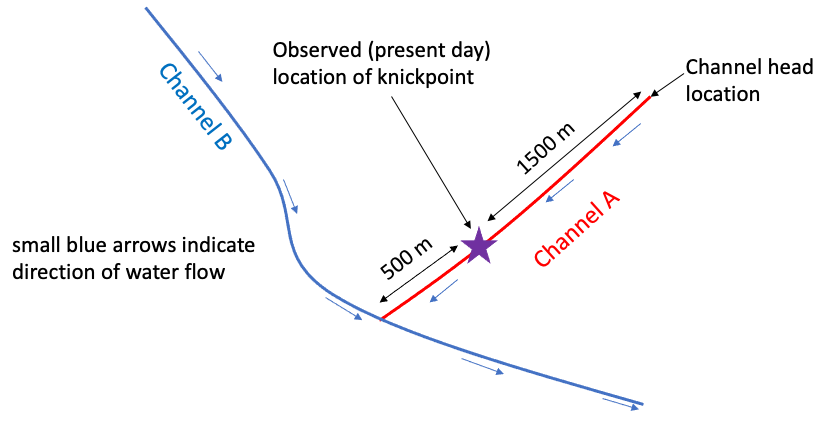 Observed (present day)
location of knickpoint
Channel head
location
Channel B
1500 m
Channel A
small blue arrows indicate
direction of water flow
500 m